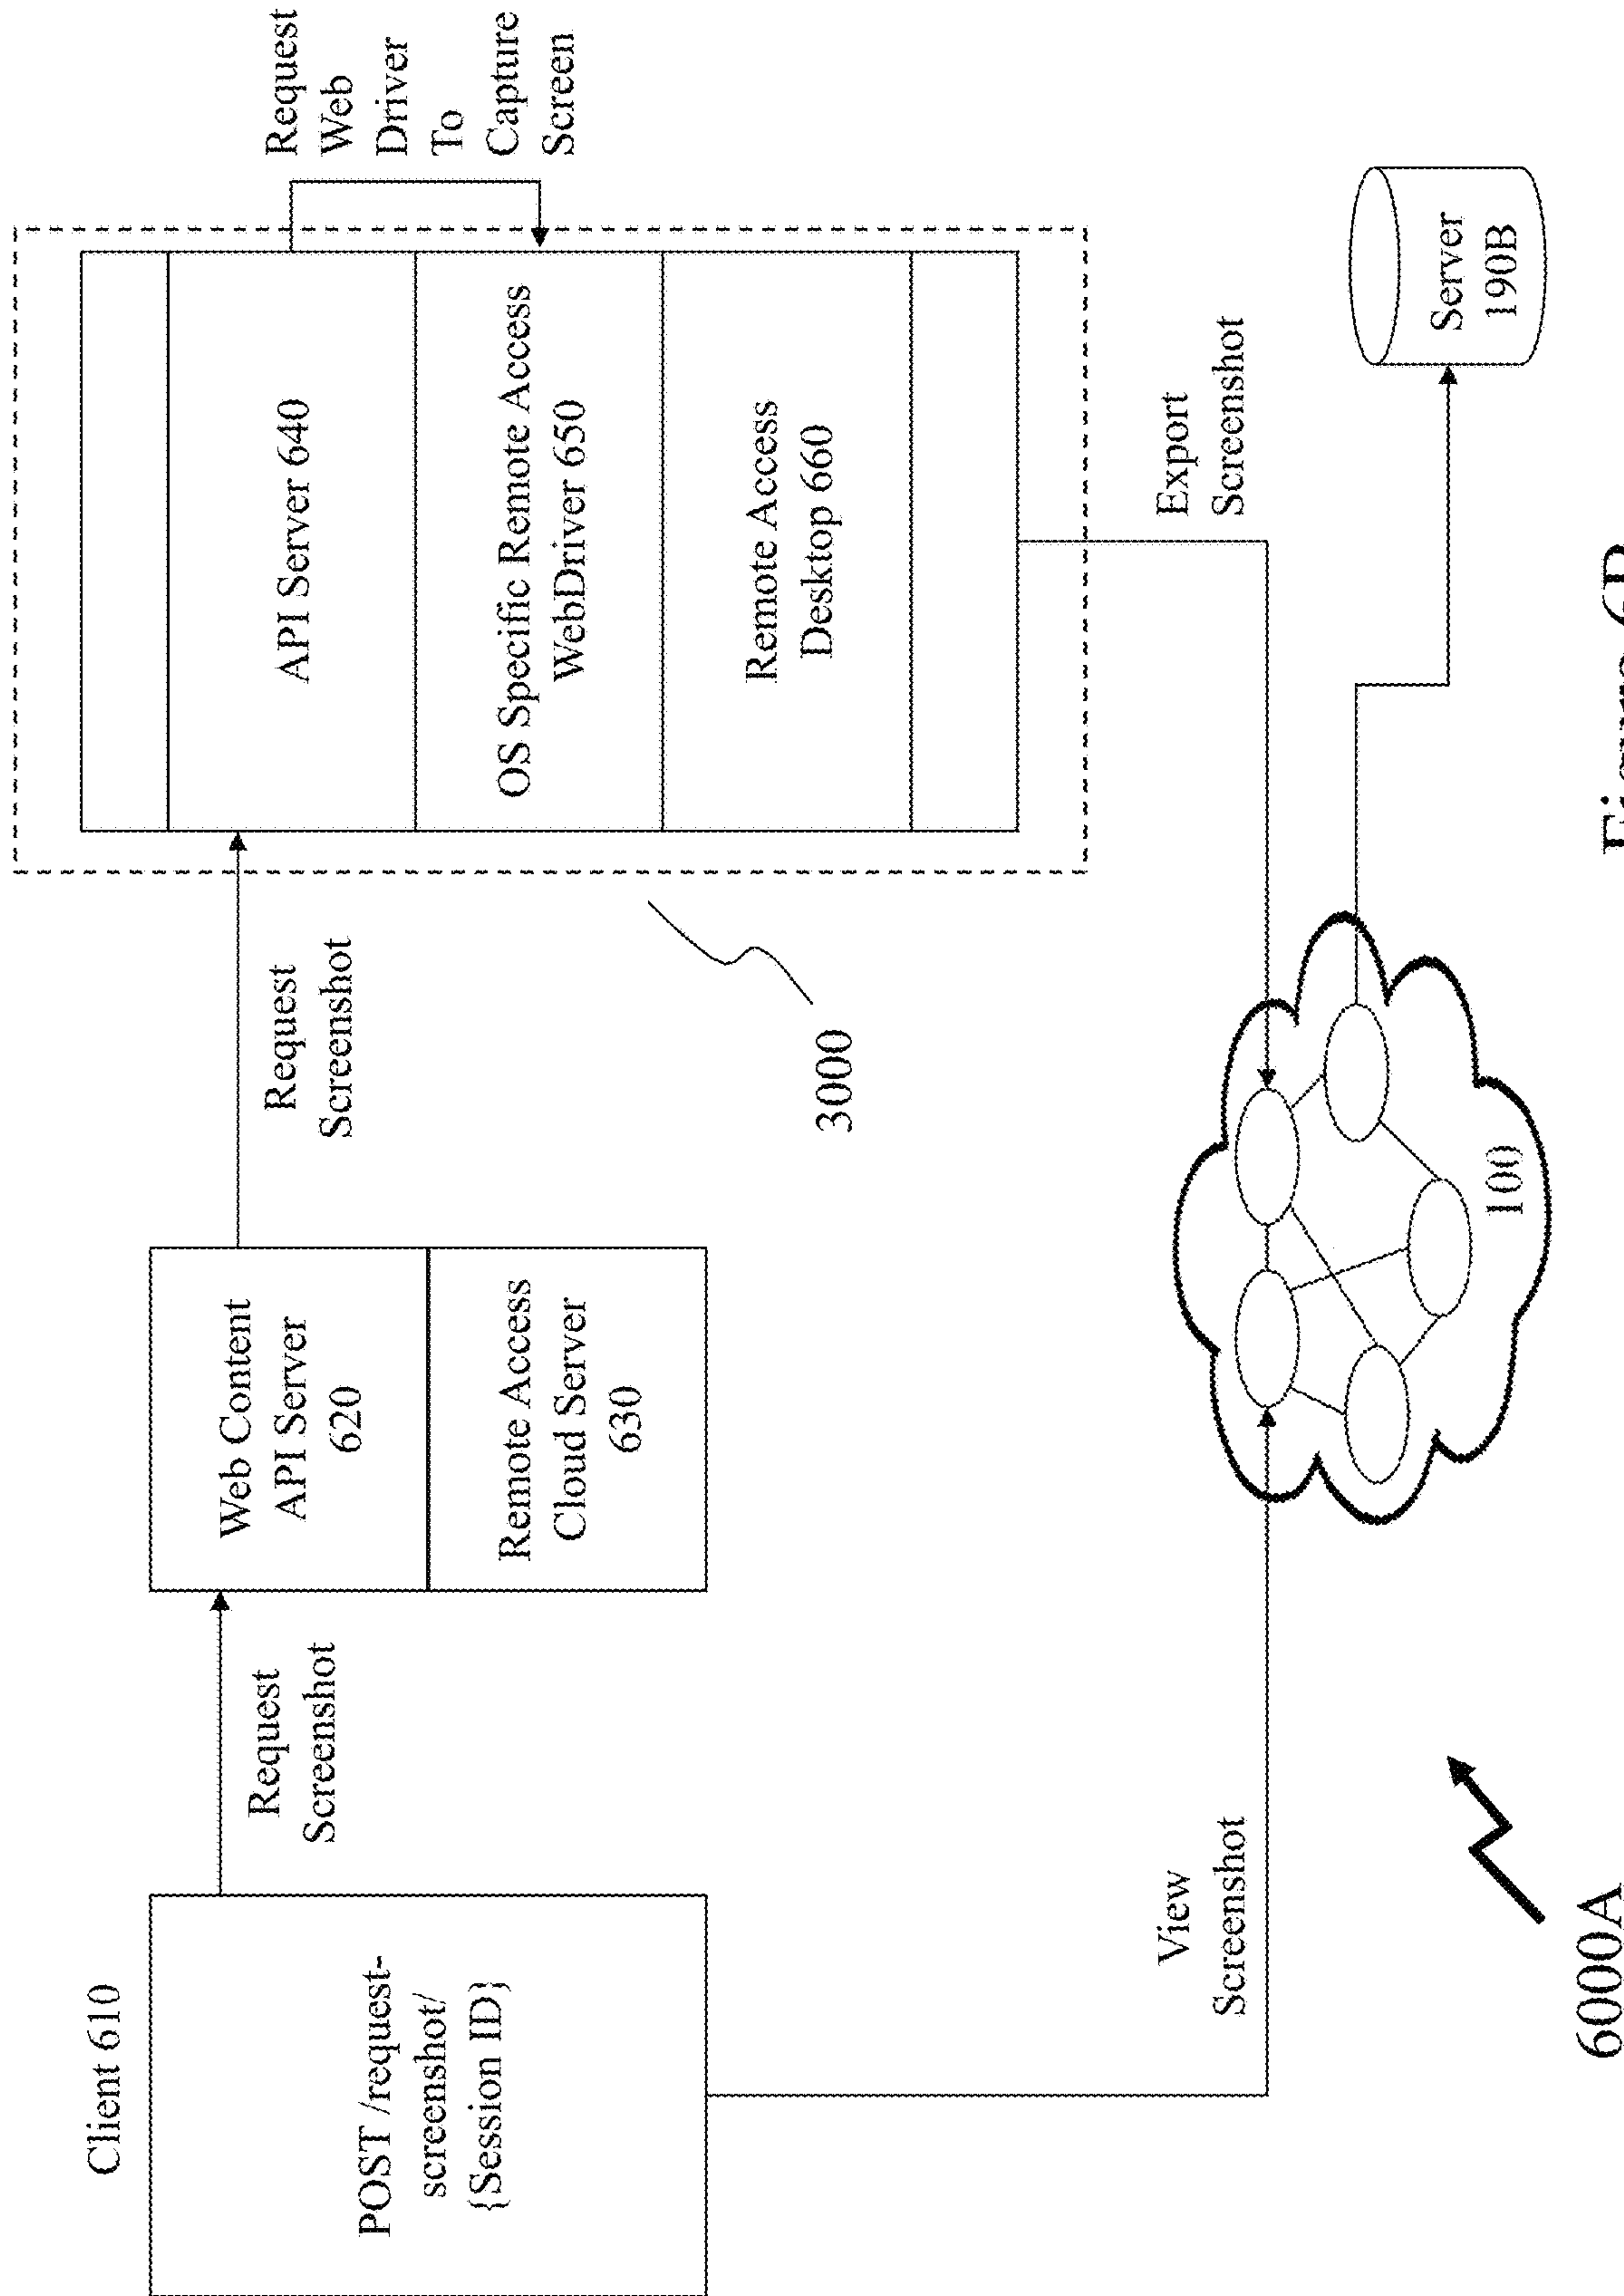 Client 610
POST /request-
screenshot/
{Session ID}
Request
Screenshot
Web Content
API Server
620
Remote Access
Cloud Server
630
Request
Screenshot
3000
API Server 640
OS Specific Remote Access
WebDriver 650
Remote Access
Desktop 660
Request
Web
Driver
To
Capture
Screen
View
Screenshot
Export
Screenshot
100
Server
190B
6000A
Figure